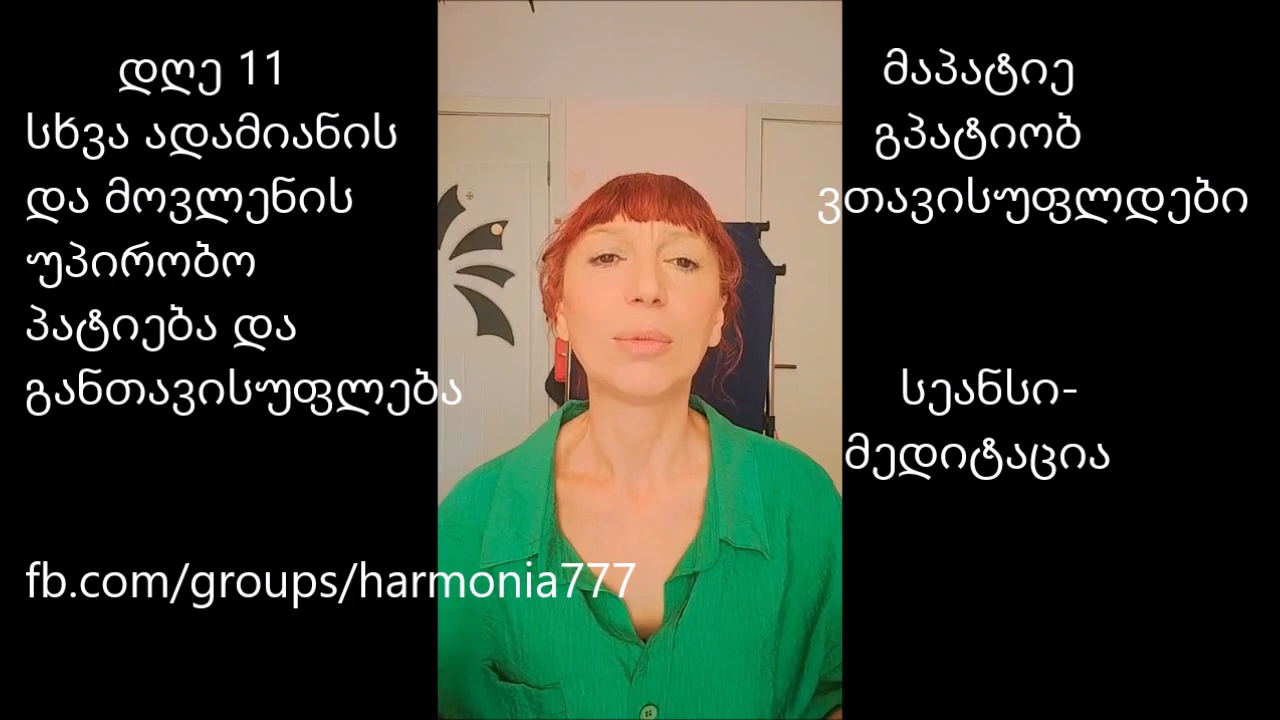 დღე 11
სხვა ადამიანის
და მოვლენის
უპირობო
პატიება და
განთავისუფლება
fb.com/groups/harmonia777
მაპატიე
გპატიობ
ვთავისუფლდები
სეანსი-
მედიტაცია